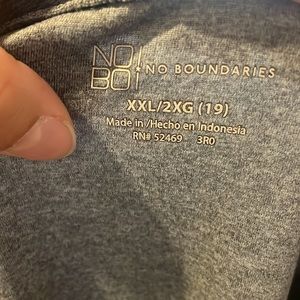 NO!
BO! NO BOUNDARIES
XXL/2XG (19)
Made in /Hecho en Indonesia
RN# 52469 3R0